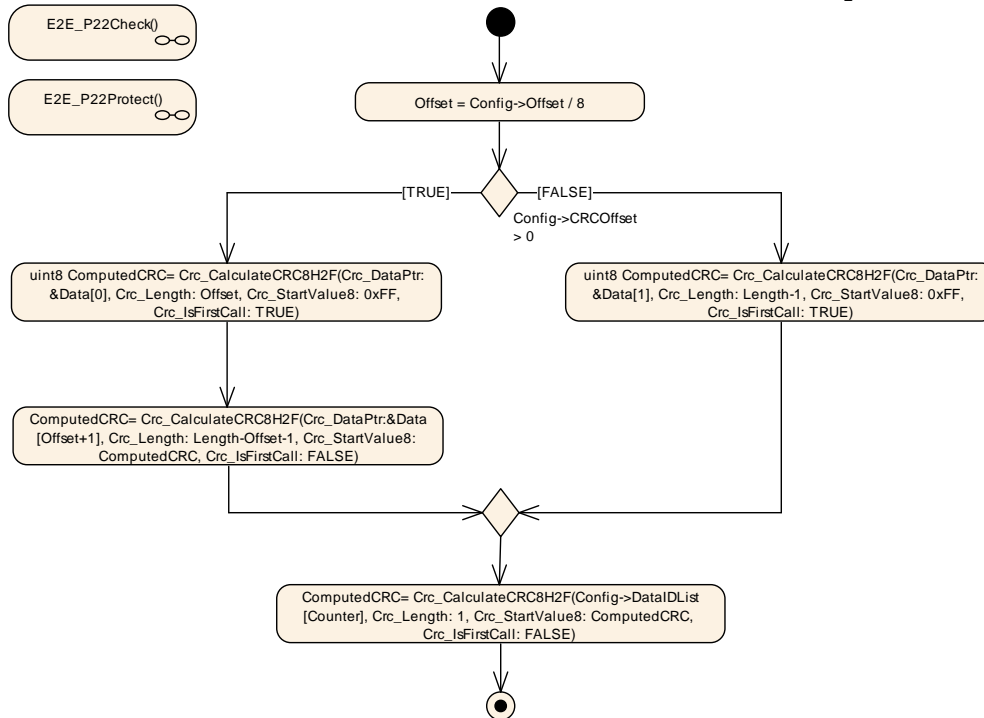 E2E_P22Check()
E2E_P22Protect()
Offset = Config->Offset / 8
[TRUE]
[FALSE]
Config->CRCOffset
> 0
uint8 ComputedCRC= Crc_CalculateCRC8H2F(Crc_DataPtr:
&Data[0], Crc_Length: Offset, Crc_StartValue8: 0xFF,
Crc_IsFirstCall: TRUE)
uint8 ComputedCRC= Crc_CalculateCRC8H2F(Crc_DataPtr:
&Data[1], Crc_Length: Length-1, Crc_StartValue8: 0xFF,
Crc_IsFirstCall: TRUE)
ComputedCRC= Crc_CalculateCRC8H2F(Crc_DataPtr:&Data
[Offset+1], Crc_Length: Length-Offset-1, Crc_StartValue8:
ComputedCRC, Crc_IsFirstCall: FALSE)
ComputedCRC= Crc_CalculateCRC8H2F(Config->DataIDList
[Counter], Crc_Length: 1, Crc_StartValue8: ComputedCRC,
Crc_IsFirstCall: FALSE)